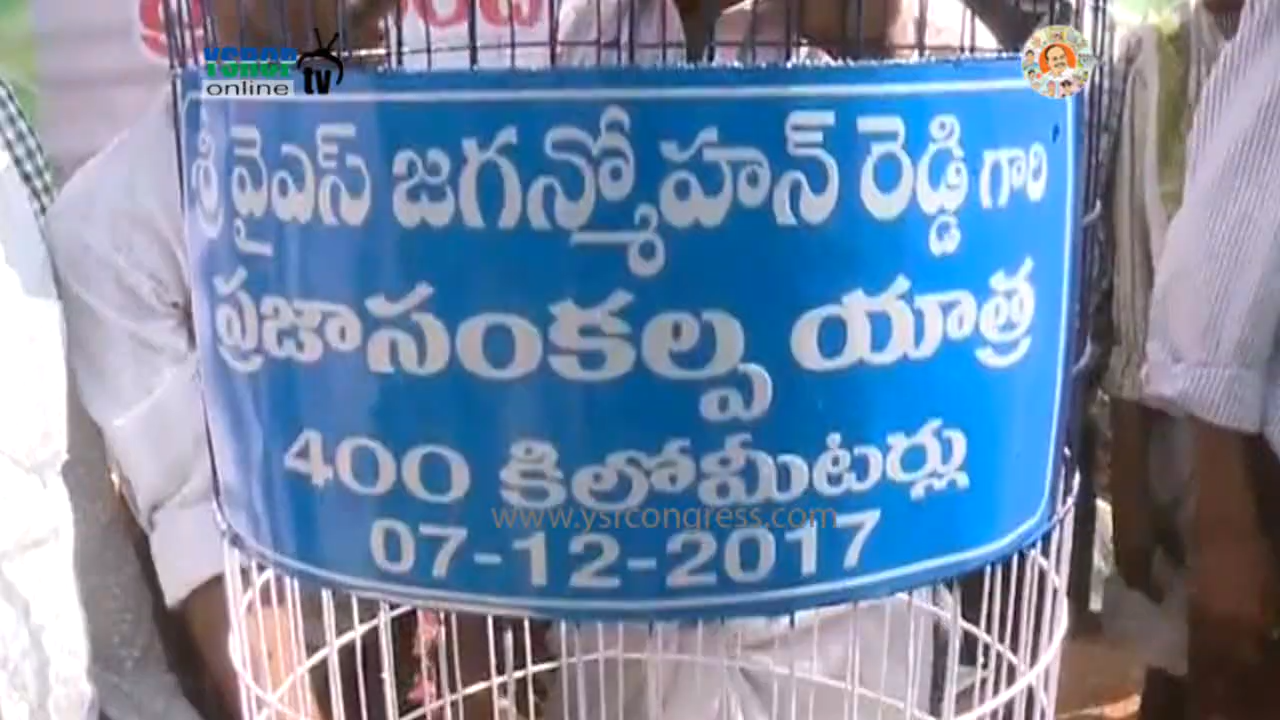 YSRCP
online tv
శ్రీ వైఎస్ జగన్మోహన్ రెడ్డి గారి
ప్రజాసంకల్ప యాత్ర
400 కిలోమీటర్లు
www.ysrcongress.com
07-12-2017